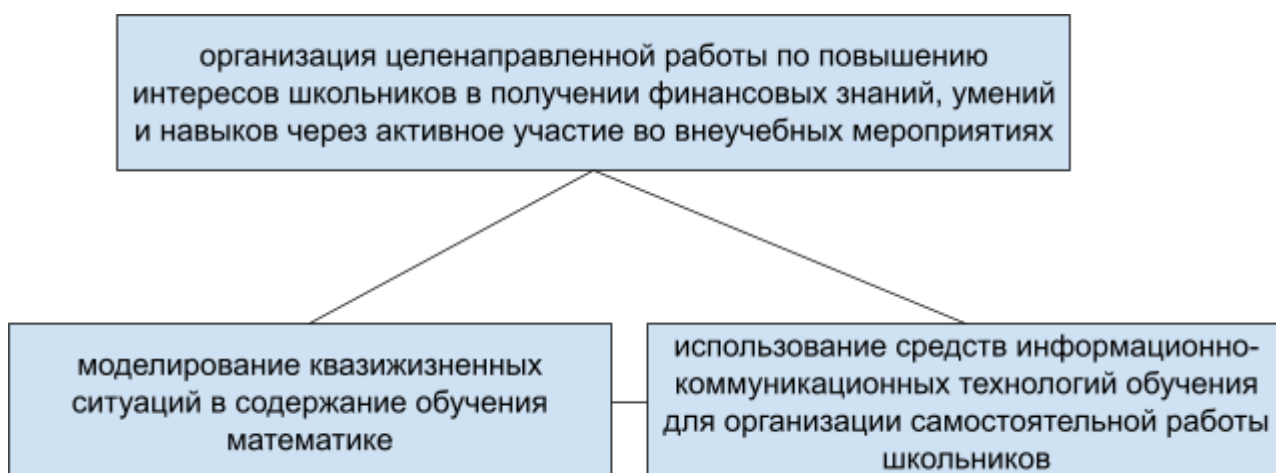 организация целенаправленной работы по повышению
интересов школьников в получении финансовых знаний, умений
и навыков через активное участие во внеучебных мероприятиях
моделирование квазижизненных
ситуаций в содержание обучения
математике
использование средств информационно-
коммуникационных технологий обучения
для организации самостоятельной работы
школьников